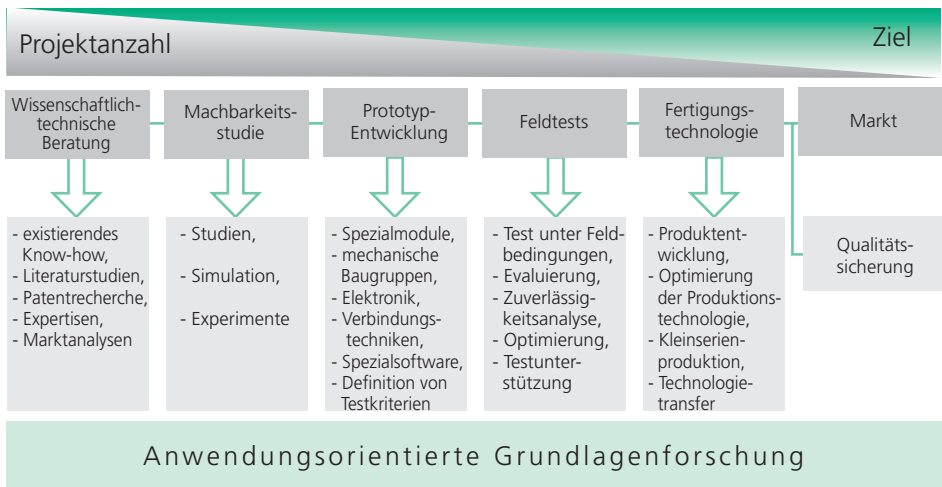 Projektanzahl
Ziel
Wissenschaftlich-
technische
Beratung
Machbarkeits-
studie
Prototyp-
Entwicklung
Feldtests
Fertigungs-
technologie
Markt
- existierendes
Know-how,
- Literaturstudien,
- Patentrecherche,
- Expertisen,
- Marktanalysen
- Studien,
- Simulation,
- Experimente
- Spezialmodule,
- mechanische
Baugruppen,
- Elektronik,
- Verbindungs-
techniken,
- Spezialsoftware,
- Definition von
Testkriterien
- Test unter Feld-
bedingungen,
- Evaluierung,
- Zuverlässig-
keitsanalyse,
- Optimierung,
- Testunter-
stützung
- Produktent-
wicklung,
- Optimierung
der Produktions-
technologie,
- Kleinserien-
produktion,
- Technologie-
transfer
Qualitäts-
sicherung
Anwendungsorientierte Grundlagenforschung